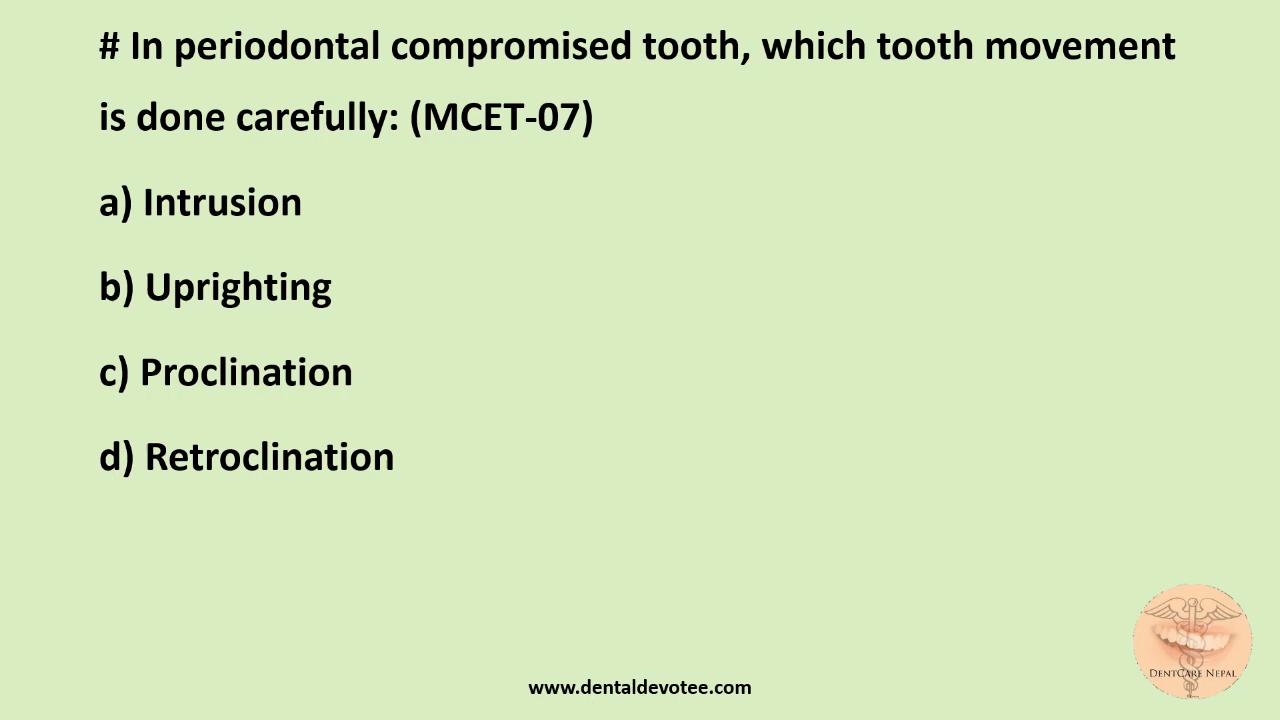 # In periodontal compromised tooth, which tooth movement
is done carefully: (MCET-07)
a) Intrusion
b) Uprighting
c) Proclination
d) Retroclination
DENTCARE NEPAL
www.dentaldevotee.com